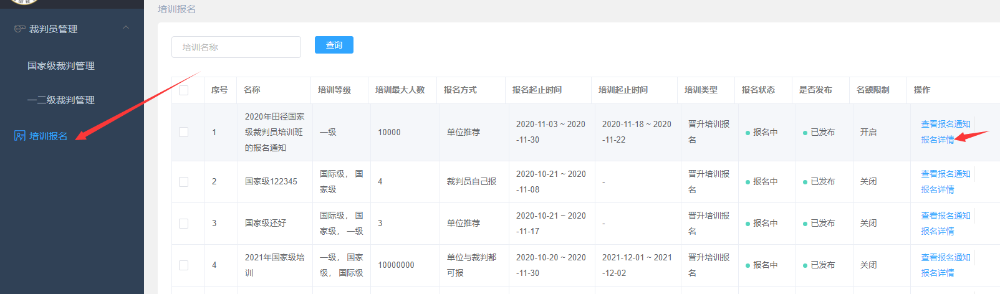 培训报名
裁判员管理
国家级裁判管理
一二级裁判管理
培训报名
培训名称
查询
序号 名称 培训等级 培训最大人数 报名方式 报名起止时间 培训起止时间 培训类型 报名状态 是否发布 名额限制 操作
1
2020年田径国家
级裁判员培训班
的报名通知
一级
10000
单位推荐
2020-11-03 ~ 2020
-11-30
2020-11-18 ~ 2020
-11-22
晋升培训报
名
报名中
已发布
开启
查看报名通知
报名详情
2
国家级122345
国际级， 国
家级
4
裁判员自己报
2020-10-21 ~ 2020
-11-08
-
晋升培训报
名
报名中
已发布
关闭
查看报名通知
报名详情
3
国家级还好
国际级， 国
家级， 一级
3
单位推荐
2020-10-21 ~ 2020
-11-17
-
晋升培训报
名
报名中
已发布
关闭
查看报名通知
报名详情
4
2021年国家级培
训
一级， 国家
级， 国际级
10000000
单位与裁判都
可报
2020-10-20 ~ 2020
-11-30
2021-12-01 ~ 2021
-12-02
晋升培训报
名
报名中
已发布
关闭
查看报名通知
报名详情